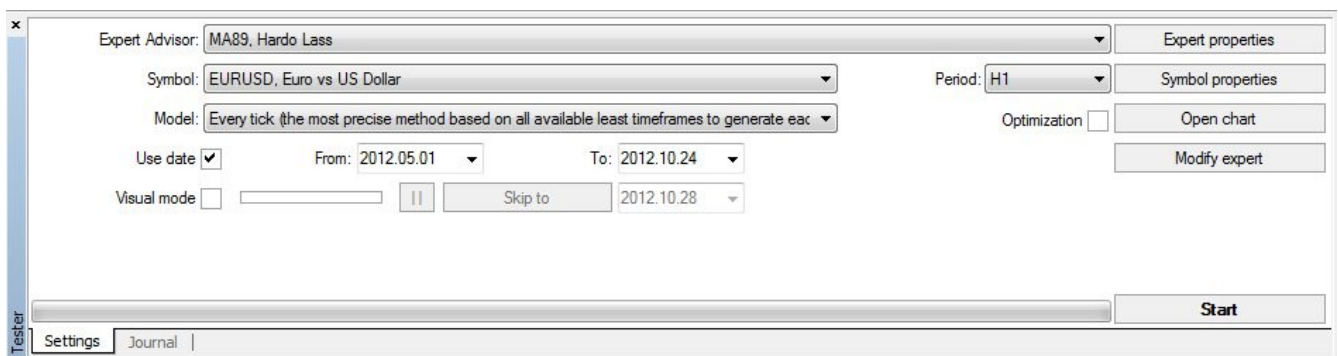 Expert Advisor: MA89, Hardo Lass Expert properties
Symbol: EURUSD, Euro vs US Dollar Period: H1 Symbol properties
Model: Every tick (the most precise method based on all available least timeframes to generate eac Optimization Open chart
Use date From: 2012.05.01 To: 2012.10.24 Modify expert
Visual mode Skip to 2012.10.28
Start
Tester
Settings Journal